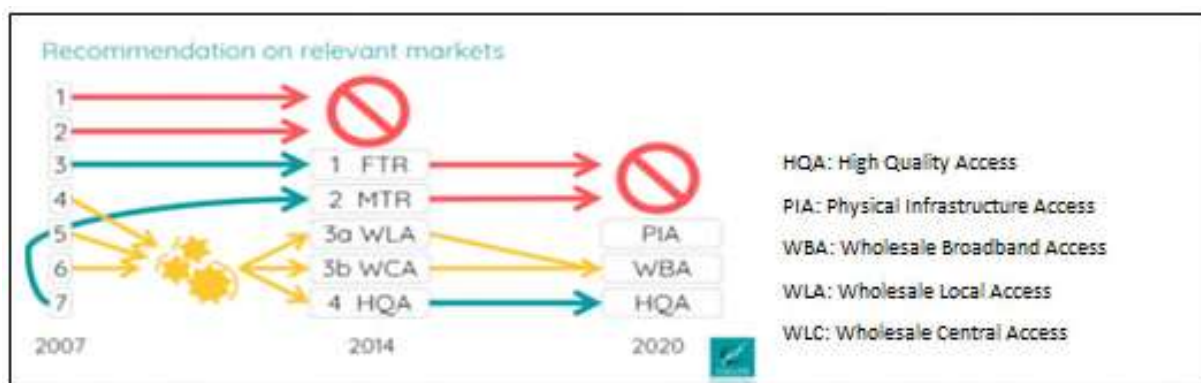 Recommendation on relevant markets
1
2
3 1 FTR
4 2 MTR
5 3a WLA PIA
6 3b WCA WBA
7 4 HQA HQA
2007 2014 2020
HQA: High Quality Access
PIA: Physical Infrastructure Access
WBA: Wholesale Broadband Access
WLA: Wholesale Local Access
WLC: Wholesale Central Access